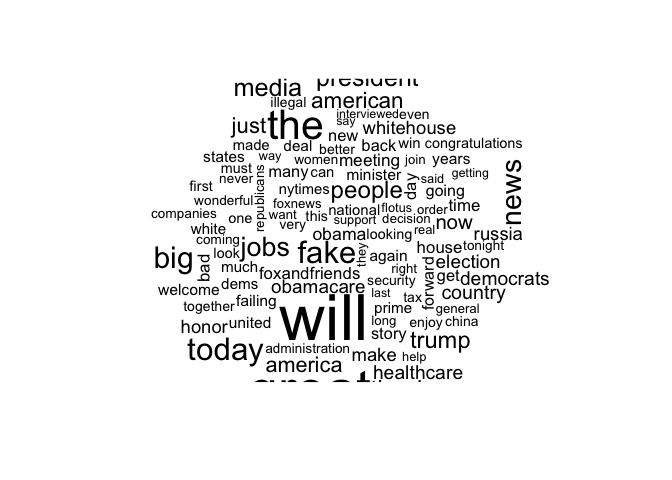 media president
illegal american
interviewed even
just the say whitehouse
new
made deal better back win congratulations
states way women meeting join years
must many can minister said getting
never
first republicans nytimes people day going
wonderful foxnews national flotus order time news
companies one want this support decision now
white very obama looking real russia
coming
big bad look jobs fake they again house tonight
much foxandfriends right forward election
welcome dems obamacare security get democrats
together failing will last tax country
prime general
honor united long enjoy china
story trump
today administration make help
america healthcare
great